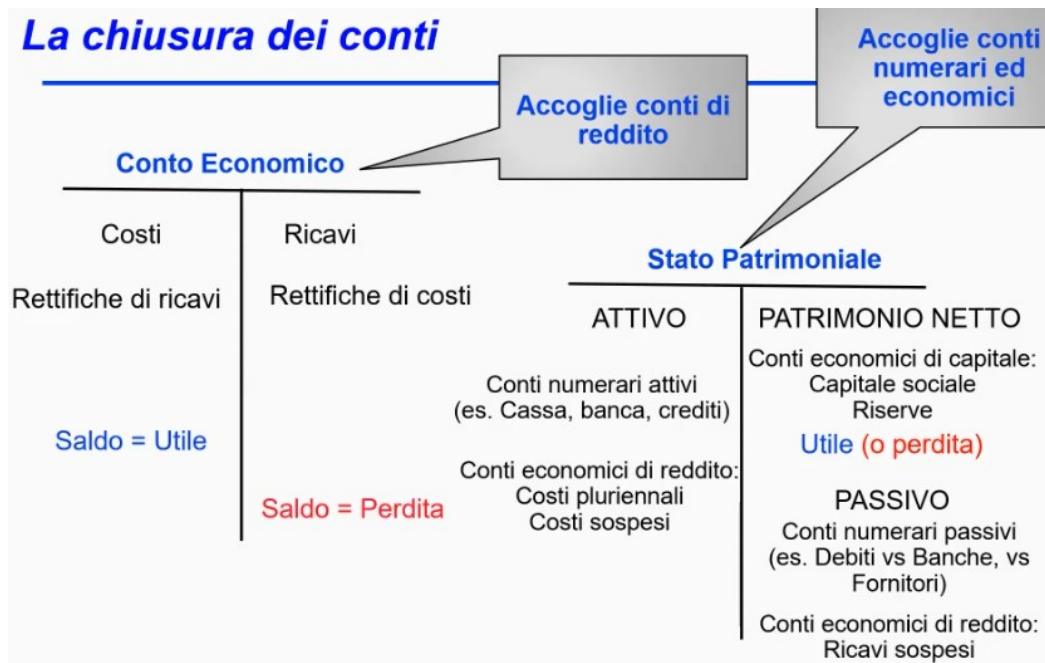 La chiusura dei conti
Accoglie conti di
reddito
Accoglie conti
numerari ed
economici
Conto Economico
Costi
Ricavi
Rettifiche di ricavi
Rettifiche di costi
Saldo = Utile
Saldo = Perdita
Stato Patrimoniale
ATTIVO
Conti numerari attivi
(es. Cassa, banca, crediti)
Conti economici di reddito:
Costi pluriennali
Costi sospesi
PATRIMONIO NETTO
Conti economici di capitale:
Capitale sociale
Riserve
Utile (o perdita)
PASSIVO
Conti numerari passivi
(es. Debiti vs Banche, vs
Fornitori)
Conti economici di reddito:
Ricavi sospesi